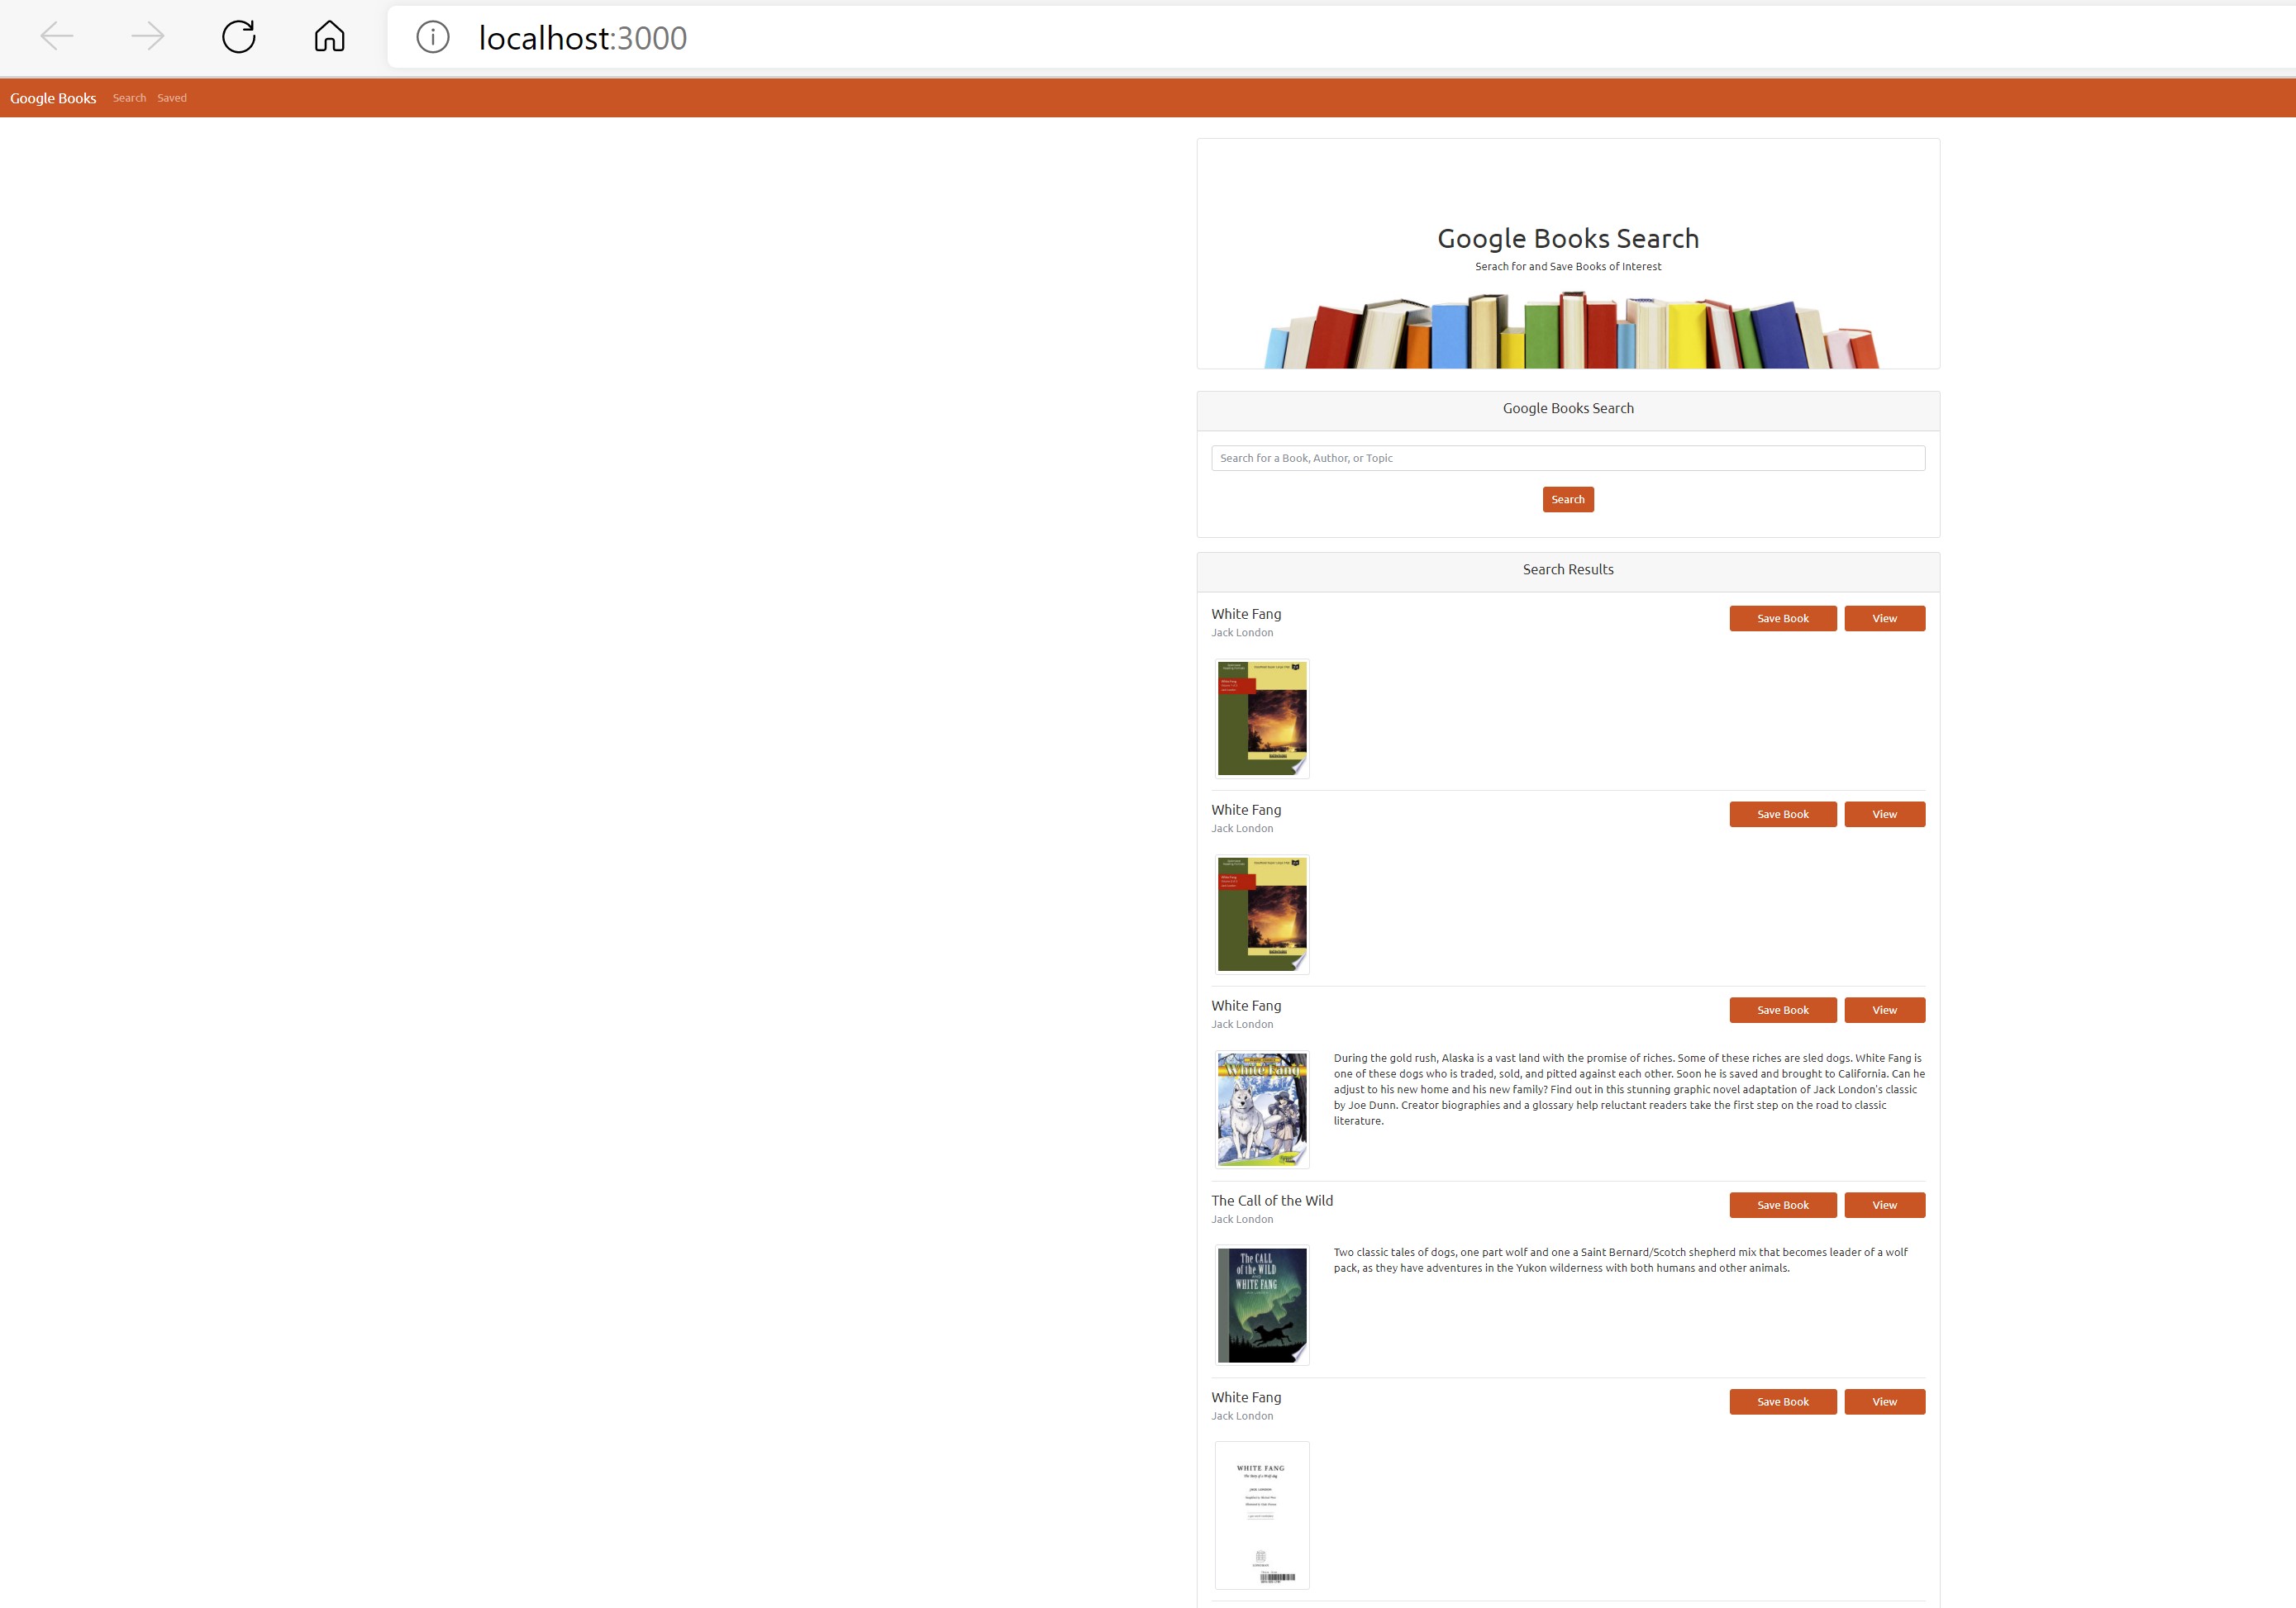 localhost:3000
Google Books Search Saved
Google Books Search
Serach for and Save Books of Interest
Google Books Search
Search for a Book, Author, or Topic
Search
Search Results
White Fang
Save Book View
Jack London
White Fang
Save Book View
Jack London
White Fang
Save Book View
Jack London
White Fang
During the gold rush, Alaska is a vast land with the promise of riches. Some of these riches are sled dogs. White Fang is
one of these dogs who is traded, sold, and pitted against each other. Soon he is saved and brought to California. Can he
adjust to his new home and his new family? Find out in this stunning graphic novel adaptation of Jack London's classic
by Joe Dunn. Creator biographies and a glossary help reluctant readers take the first step on the road to classic
literature.
The Call of the Wild
Save Book View
Jack London
The CALL
of the WILD
AND
WHITE FANG
JACK LONDON
Two classic tales of dogs, one part wolf and one a Saint Bernard/Scotch shepherd mix that becomes leader of a wolf
pack, as they have adventures in the Yukon wilderness with both humans and other animals.
White Fang
Save Book View
Jack London
WHITE FANG
JACK LONDON